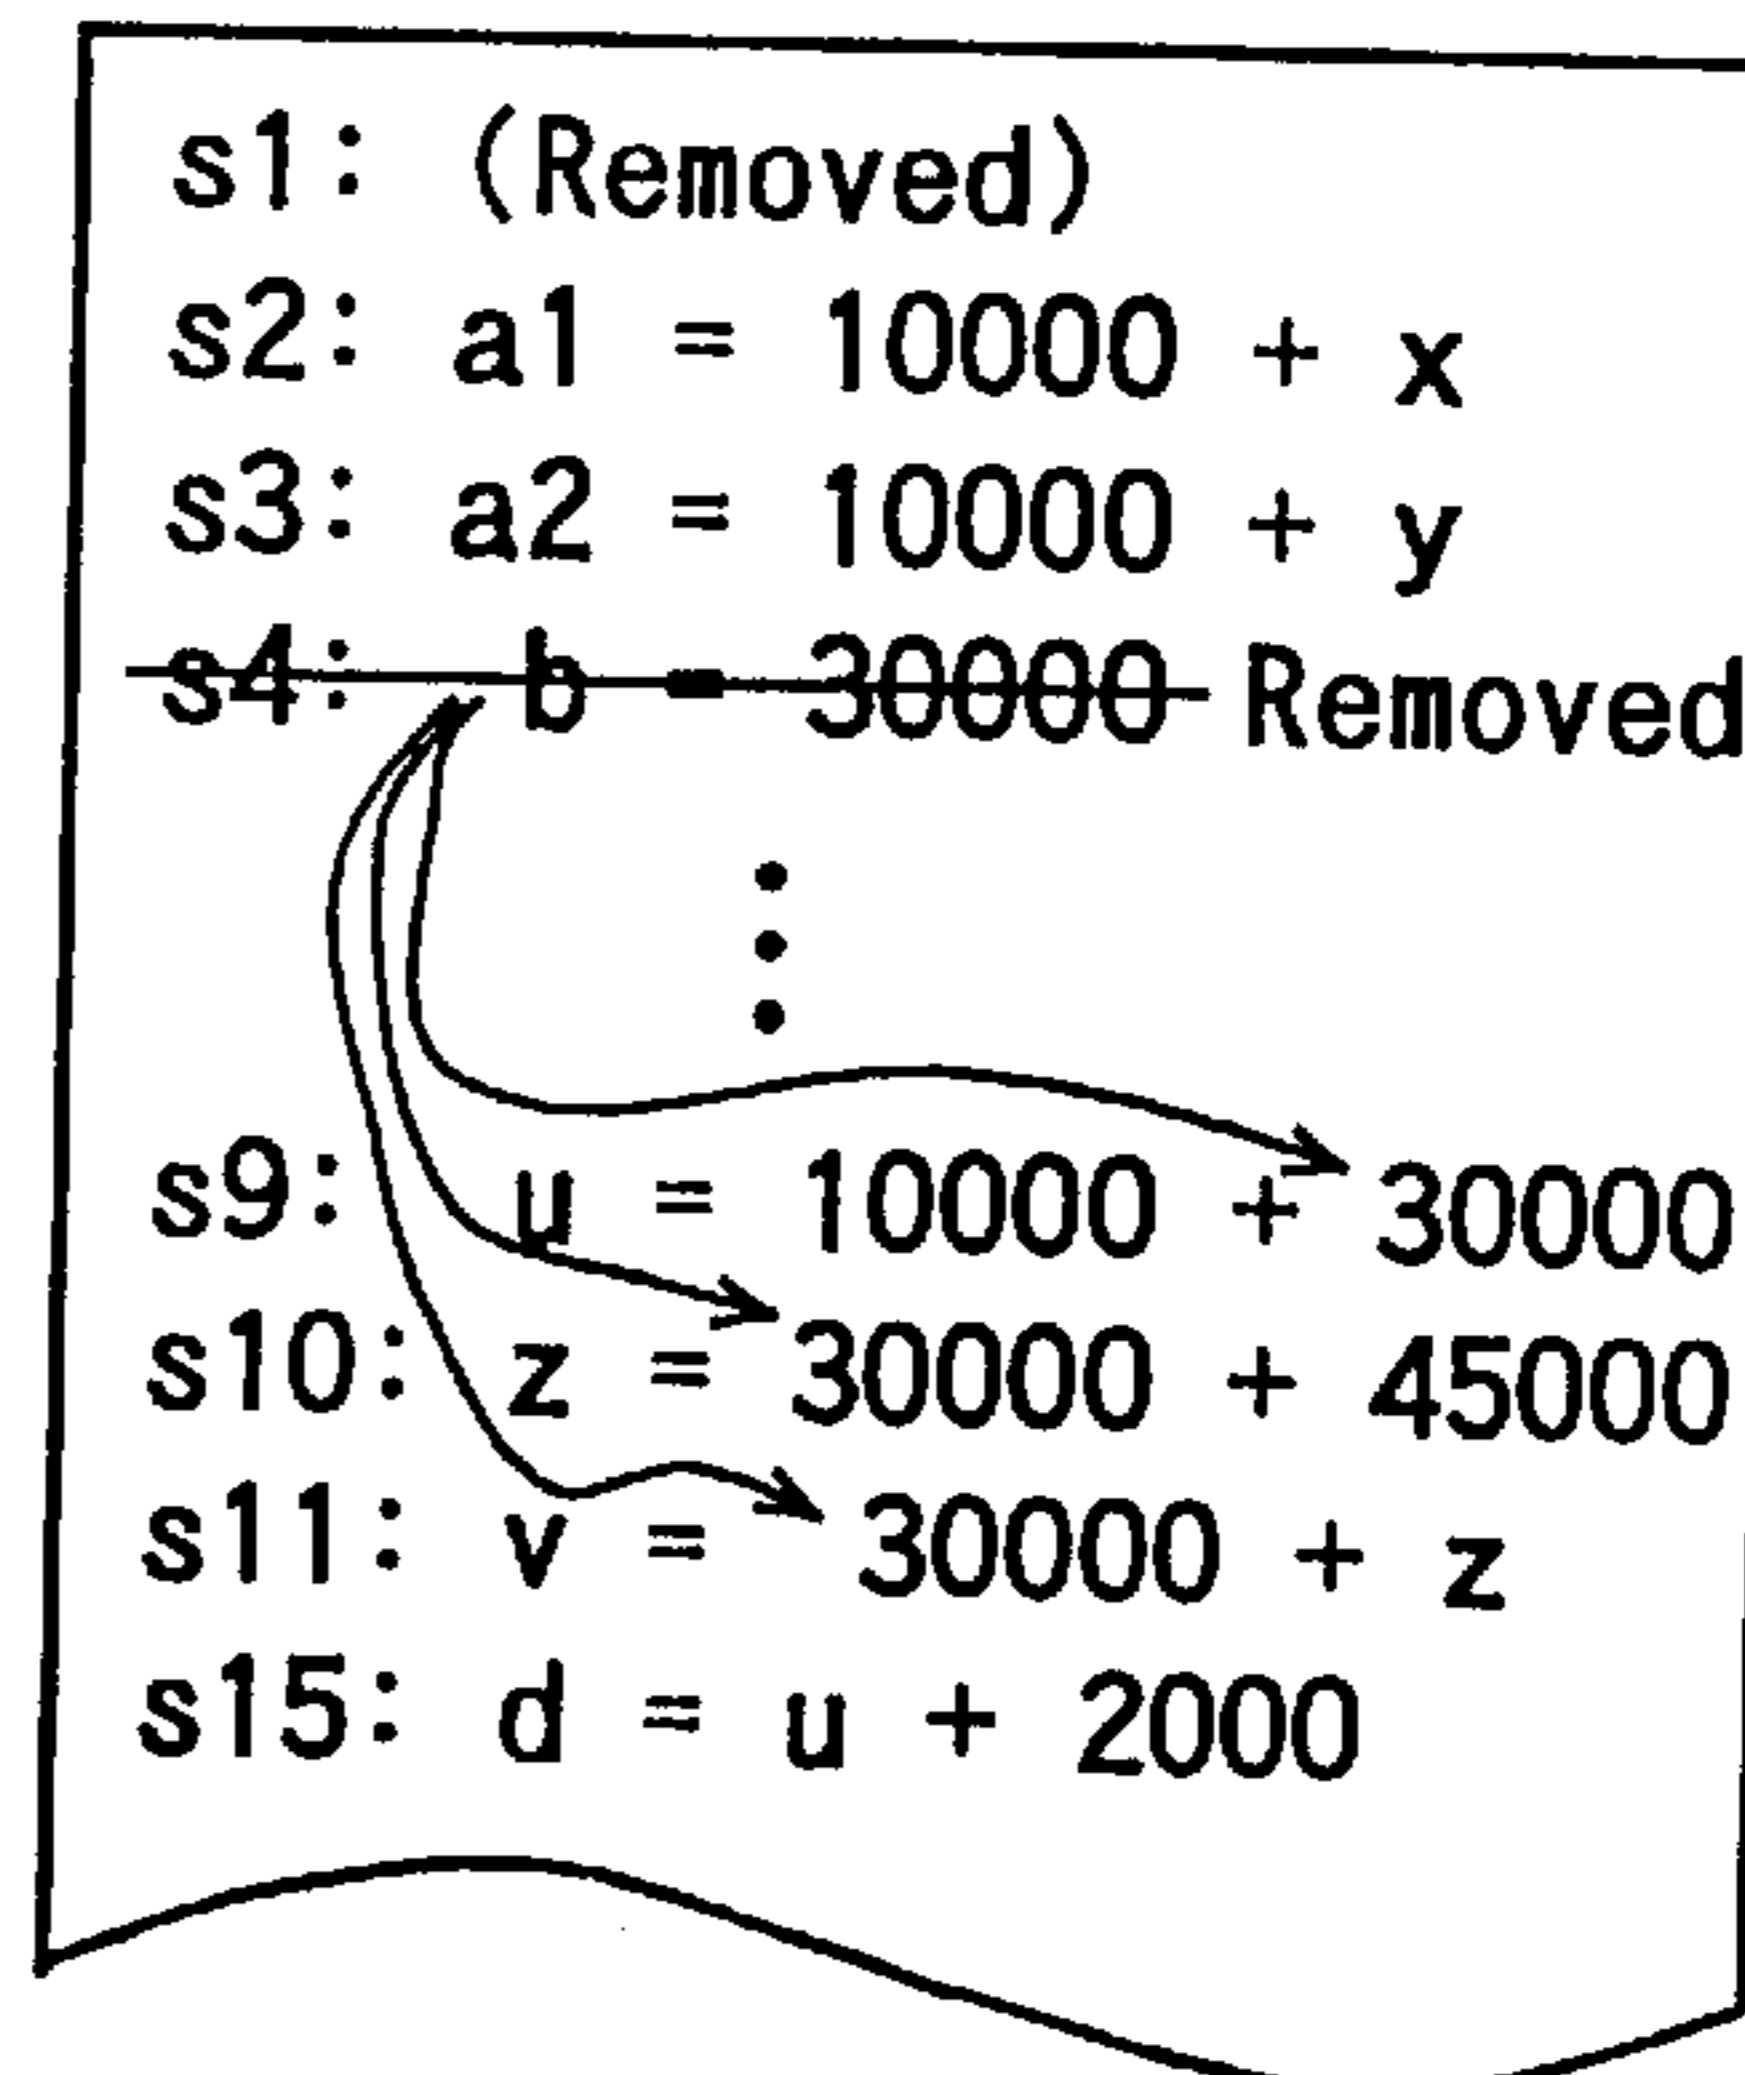 s1: (Removed)
s2: a1 = 10000 + x
s3: a2 = 10000 + y
s4: b = 30000 Removed
s9: u = 10000 + 30000
s10: z = 30000 + 45000
s11: v = 30000 + z
s15: d = u + 2000